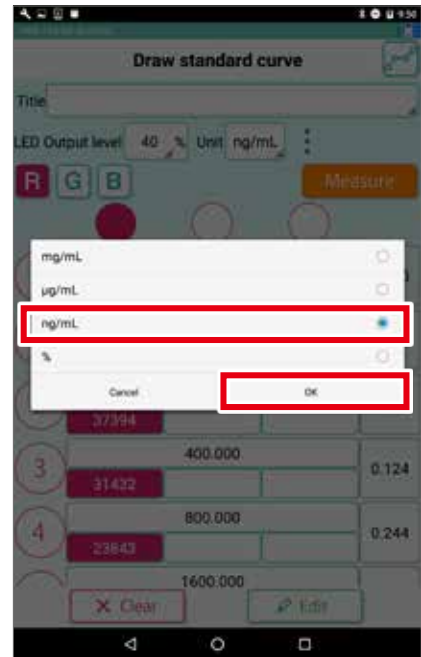 9:50
Draw standard curve
Title
LED Output level 40 % Unit ng/mL
R G B Measure
mg/mL
µg/mL
ng/mL
%
Cancel OK
37394
400.000
3 0.124
31422
800.000
4 0.244
23843
1600.000
Clear Edit